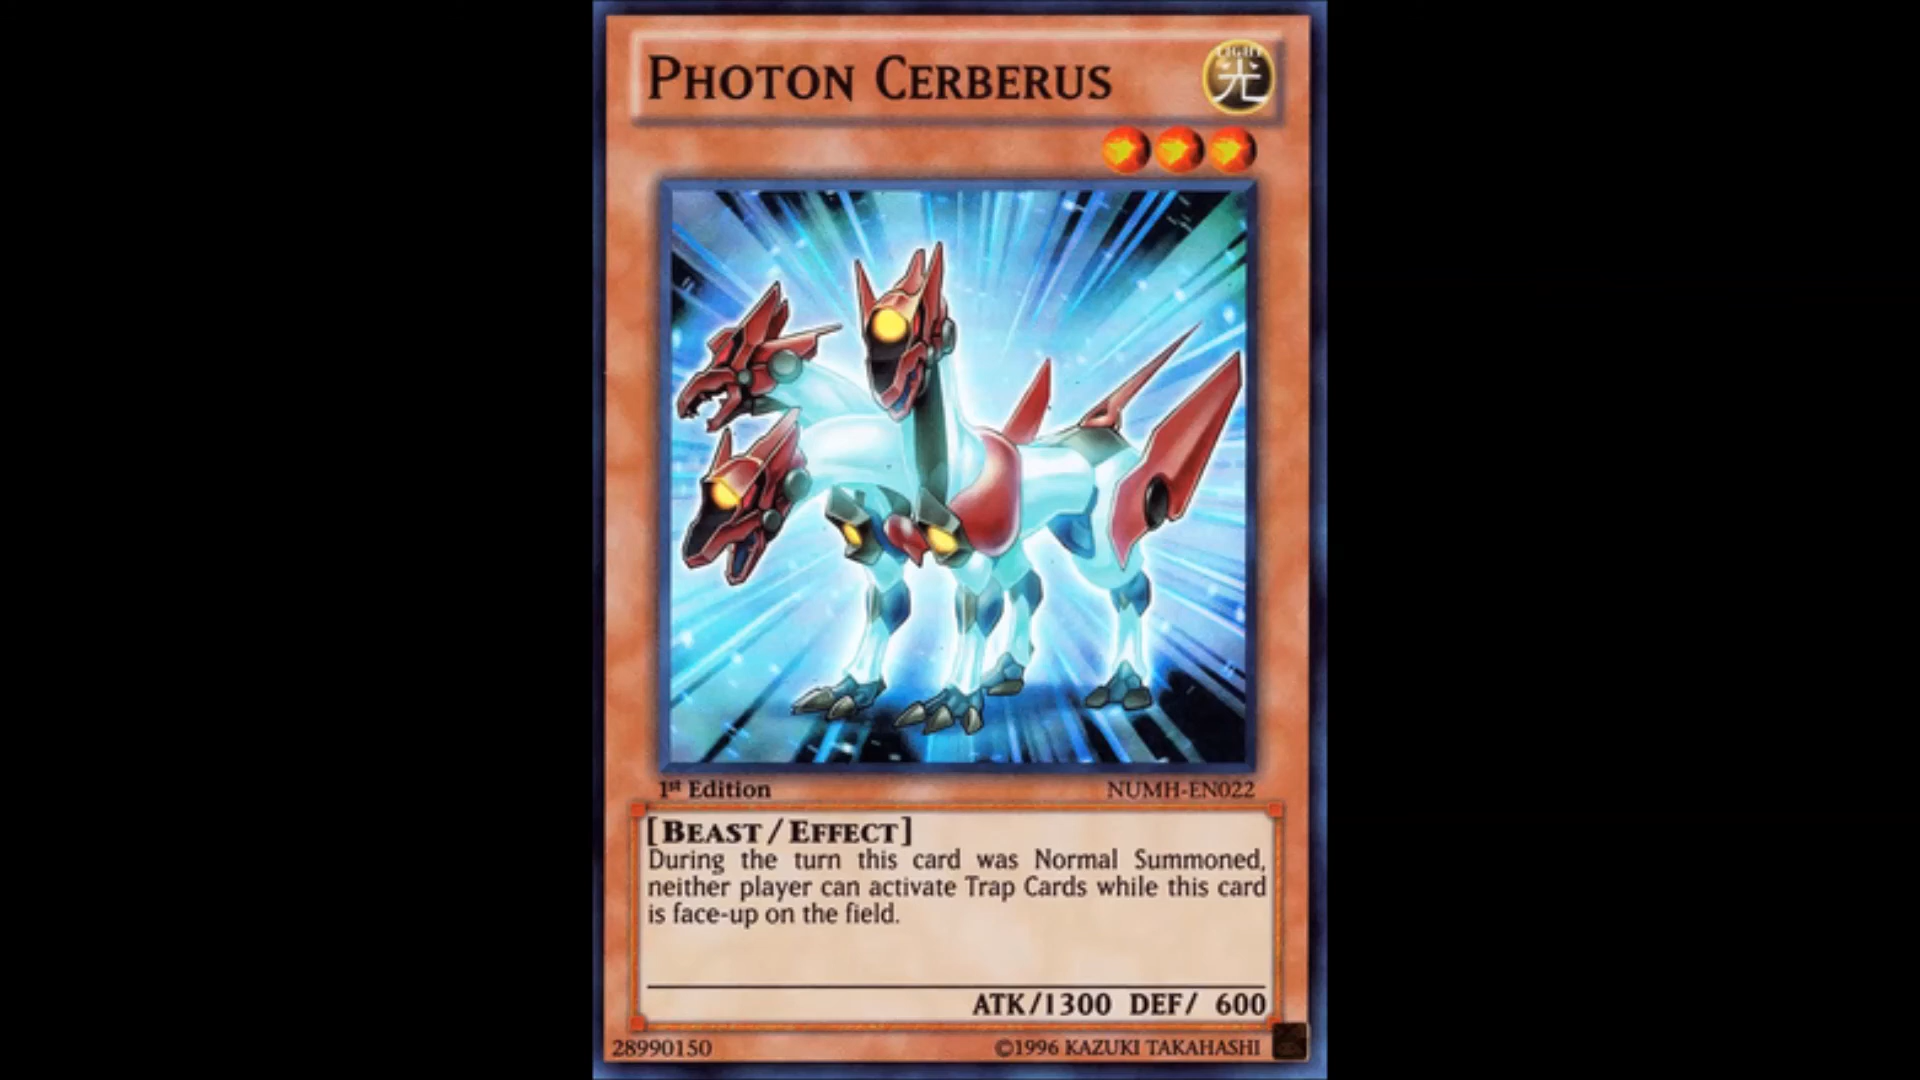 PHOTON CERBERUS
LIGHT
光
1st Edition
NUMH-EN022
[BEAST/EFFECT]
During the turn this card was Normal Summoned,
neither player can activate Trap Cards while this card
is face-up on the field.
ATK/1300 DEF/ 600
28990150
©1996 KAZUKI TAKAHASHI